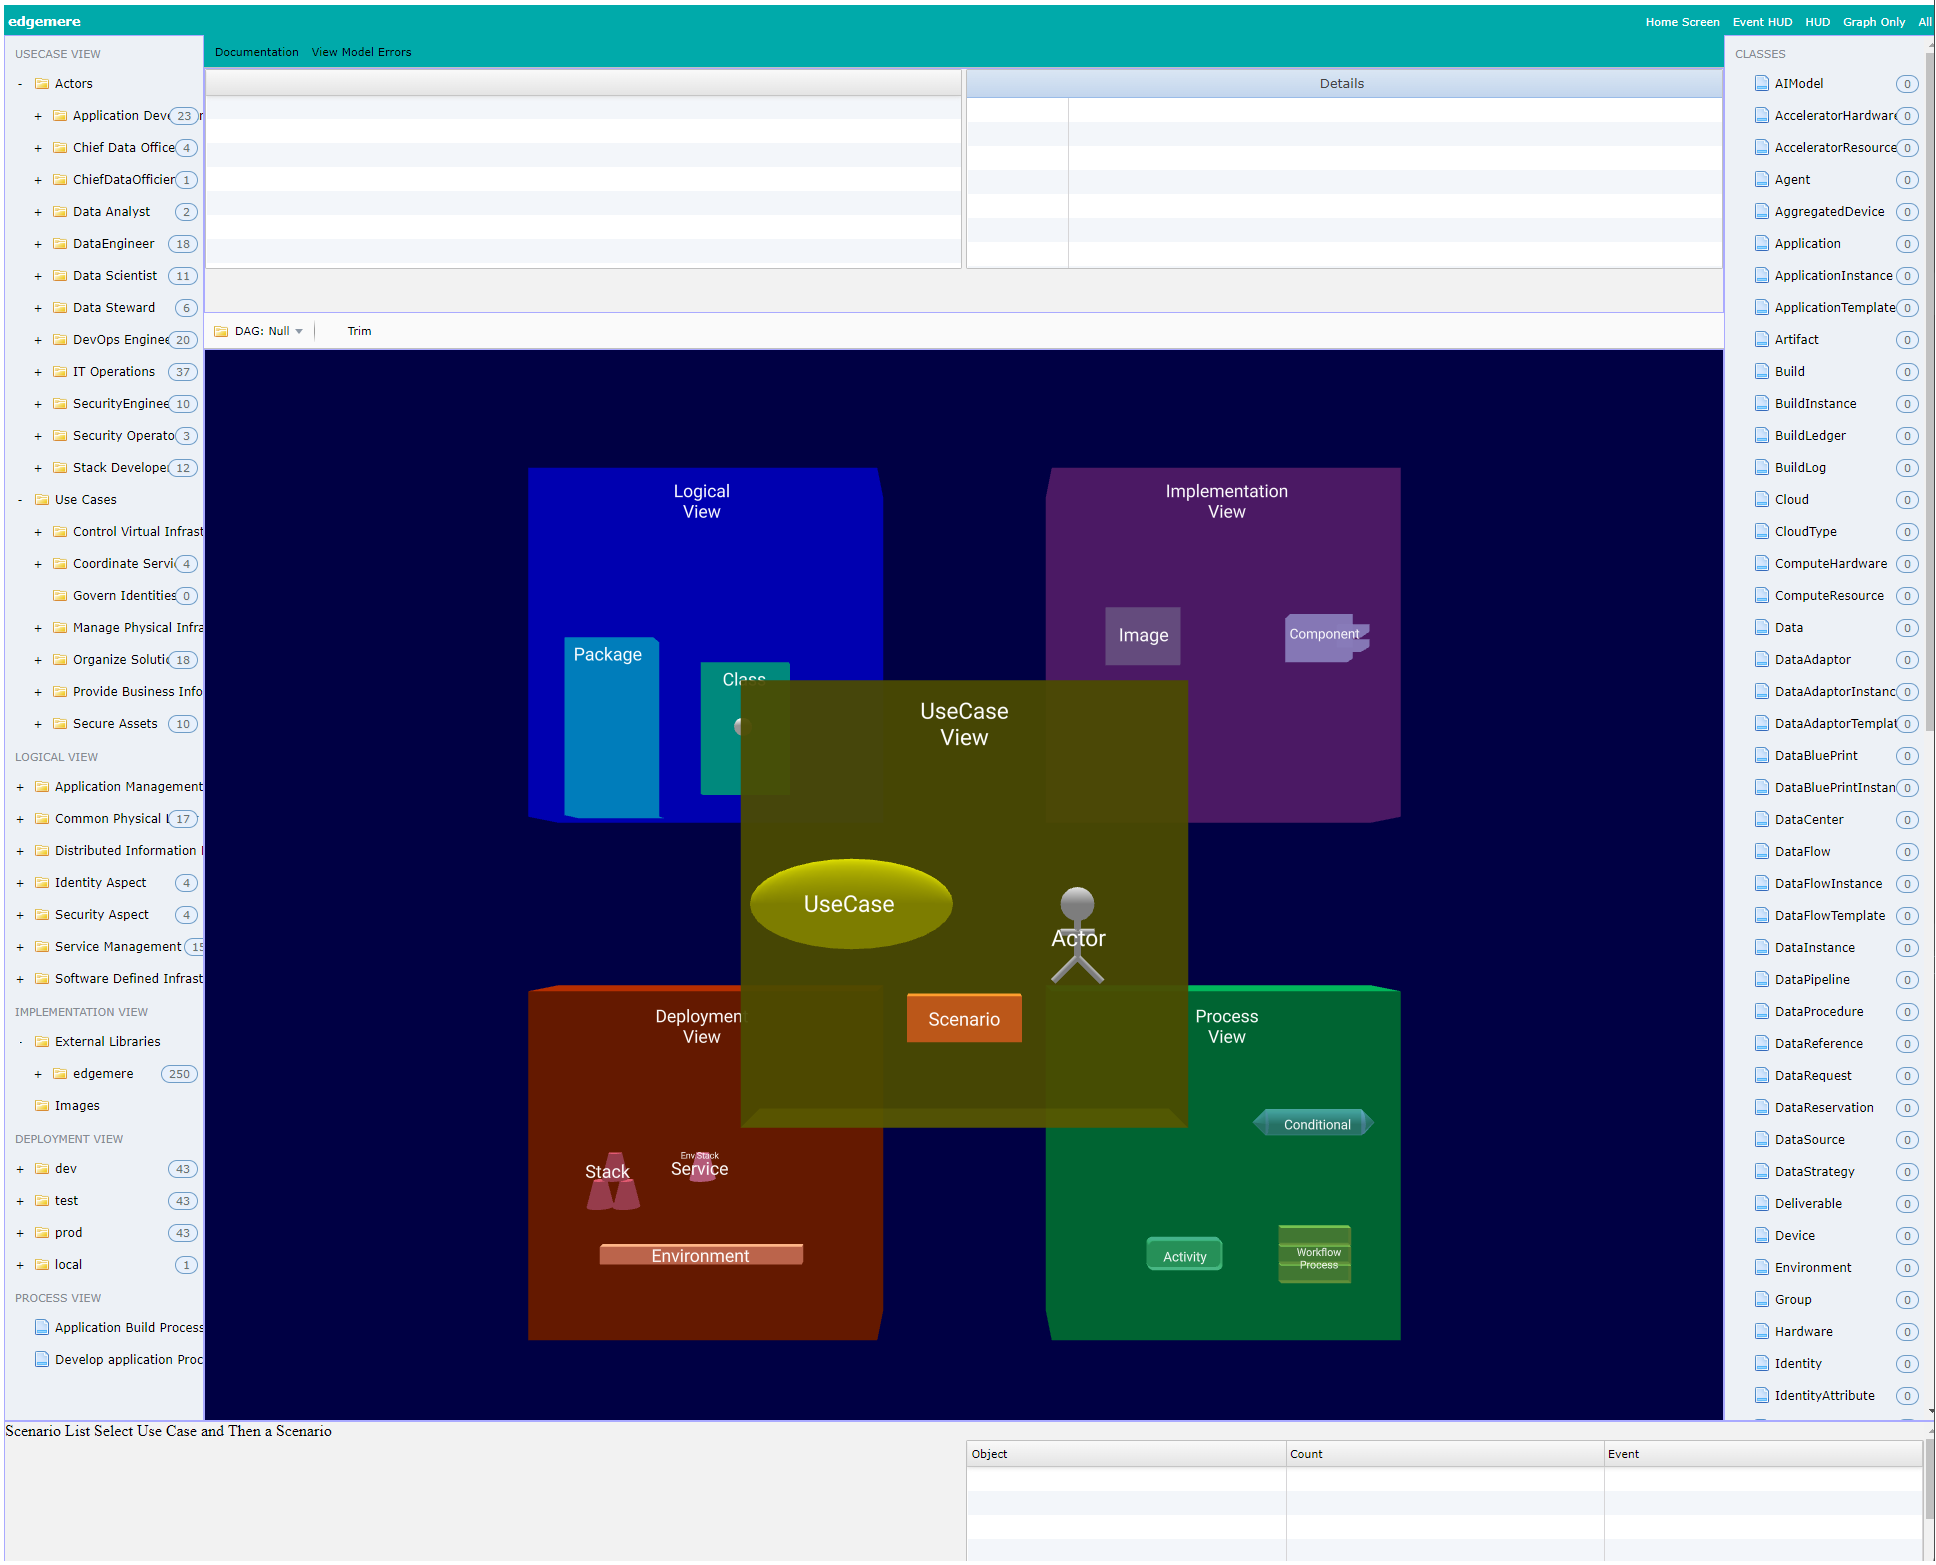 edgemere
Home Screen Event HUD HUD Graph Only All
USECASE VIEW
- Actors
+ Application Dev 23
+ Chief Data Office 4
+ ChiefDataOfficier 1
+ Data Analyst 2
+ DataEngineer 18
+ Data Scientist 11
+ Data Steward 6
+ DevOps Enginee 20
+ IT Operations 37
+ SecurityEnginee 10
+ Security Operato 3
+ Stack Develope 12
- Use Cases
+ Control Virtual Infrast
+ Coordinate Servi 4
Govern Identities 0
+ Manage Physical Infra
+ Organize Soluti 18
+ Provide Business Info
+ Secure Assets 10
LOGICAL VIEW
+ Application Management
+ Common Physical 17
+ Distributed Information
+ Identity Aspect 4
+ Security Aspect 4
+ Service Management 15
+ Software Defined Infrast
IMPLEMENTATION VIEW
External Libraries
+ edgemere 250
Images
DEPLOYMENT VIEW
+ dev 43
+ test 43
+ prod 43
+ local 1
PROCESS VIEW
Application Build Process
Develop application Proc
Documentation View Model Errors
Details
DAG: Null Trim
Logical
View
Package
Class
Implementation
View
Image
Component
UseCase
View
UseCase
Actor
Scenario
Deployment
View
Stack
Env Stack
Service
Environment
Process
View
Conditional
Activity
Workflow
Process
CLASSES
AIModel 0
AcceleratorHardware 0
AcceleratorResource 0
Agent 0
AggregatedDevice 0
Application 0
ApplicationInstance 0
ApplicationTemplate 0
Artifact 0
Build 0
BuildInstance 0
BuildLedger 0
BuildLog 0
Cloud 0
CloudType 0
ComputeHardware 0
ComputeResource 0
Data 0
DataAdaptor 0
DataAdaptorInstanc 0
DataAdaptorTemplat 0
DataBluePrint 0
DataBluePrintInstan 0
DataCenter 0
DataFlow 0
DataFlowInstance 0
DataFlowTemplate 0
DataInstance 0
DataPipeline 0
DataProcedure 0
DataReference 0
DataRequest 0
DataReservation 0
DataSource 0
DataStrategy 0
Deliverable 0
Device 0
Environment 0
Group 0
Hardware 0
Identity 0
IdentityAttribute 0
Scenario List Select Use Case and Then a Scenario
Object Count Event